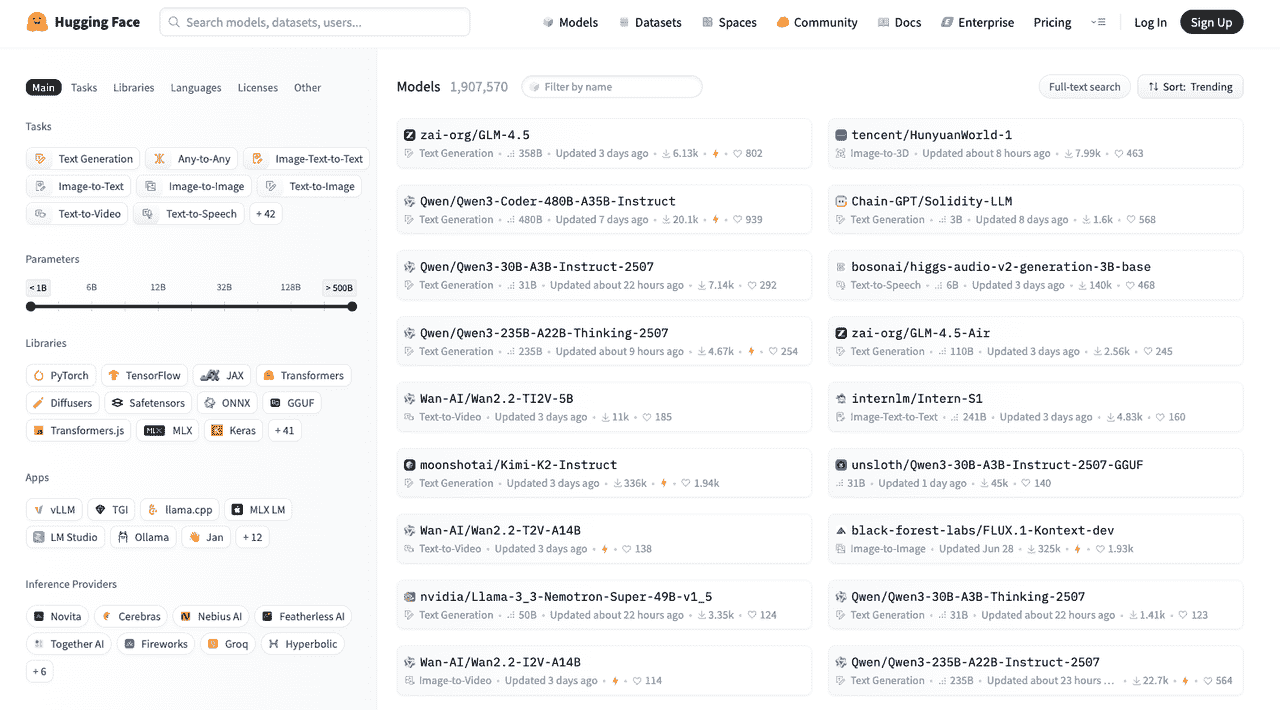 Hugging Face Search models, datasets, users... Models Datasets Spaces Community Docs Enterprise Pricing Log In Sign Up
Main Tasks Libraries Languages Licenses Other
Tasks
Text Generation Any-to-Any Image-Text-to-Text
Image-to-Text Image-to-Image Text-to-Image
Text-to-Video Text-to-Speech + 42
Parameters
< 1B 6B 12B 32B 128B > 500B
Libraries
PyTorch TensorFlow JAX Transformers
Diffusers Safetensors ONNX GGUF
Transformers.js MLX Keras + 41
Apps
vLLM TGI llama.cpp MLX LM
LM Studio Ollama Jan + 12
Inference Providers
Novita Cerebras Nebius AI Featherless AI
Together AI Fireworks Groq Hyperbolic
+ 6
Models 1,907,570 Filter by name Full-text search Sort: Trending
zai-org/GLM-4.5
Text Generation • 358B • Updated 3 days ago • 6.13k • 802
tencent/HunyuanWorld-1
Image-to-3D • Updated about 8 hours ago • 7.99k • 463
Qwen/Qwen3-Coder-480B-A35B-Instruct
Text Generation • 480B • Updated 7 days ago • 20.1k • 939
Chain-GPT/Solidity-LLM
Text Generation • 3B • Updated 8 days ago • 1.6k • 568
Qwen/Qwen3-30B-A3B-Instruct-2507
Text Generation • 31B • Updated about 22 hours ago • 7.14k • 292
bosonai/higgs-audio-v2-generation-3B-base
Text-to-Speech • 6B • Updated 3 days ago • 140k • 468
Qwen/Qwen3-235B-A22B-Thinking-2507
Text Generation • 235B • Updated about 9 hours ago • 4.67k • 254
zai-org/GLM-4.5-Air
Text Generation • 110B • Updated 3 days ago • 2.56k • 245
Wan-AI/Wan2.2-TI2V-5B
Text-to-Video • Updated 3 days ago • 11k • 185
internlm/Intern-S1
Image-Text-to-Text • 241B • Updated 3 days ago • 4.83k • 160
moonshotai/Kimi-K2-Instruct
Text Generation • Updated 3 days ago • 336k • 1.94k
unsloth/Qwen3-30B-A3B-Instruct-2507-GGUF
31B • Updated 1 day ago • 45k • 140
Wan-AI/Wan2.2-T2V-A14B
Text-to-Video • Updated 3 days ago • 138
black-forest-labs/FLUX.1-Kontext-dev
Image-to-Image • Updated Jun 28 • 325k • 1.93k
nvidia/Llama-3_3-Nemotron-Super-49B-v1_5
Text Generation • 50B • Updated about 22 hours ago • 3.35k • 124
Qwen/Qwen3-30B-A3B-Thinking-2507
Text Generation • 31B • Updated about 22 hours ago • 1.41k • 123
Wan-AI/Wan2.2-I2V-A14B
Image-to-Video • Updated 3 days ago • 114
Qwen/Qwen3-235B-A22B-Instruct-2507
Text Generation • 235B • Updated about 23 hours ... • 22.7k • 564